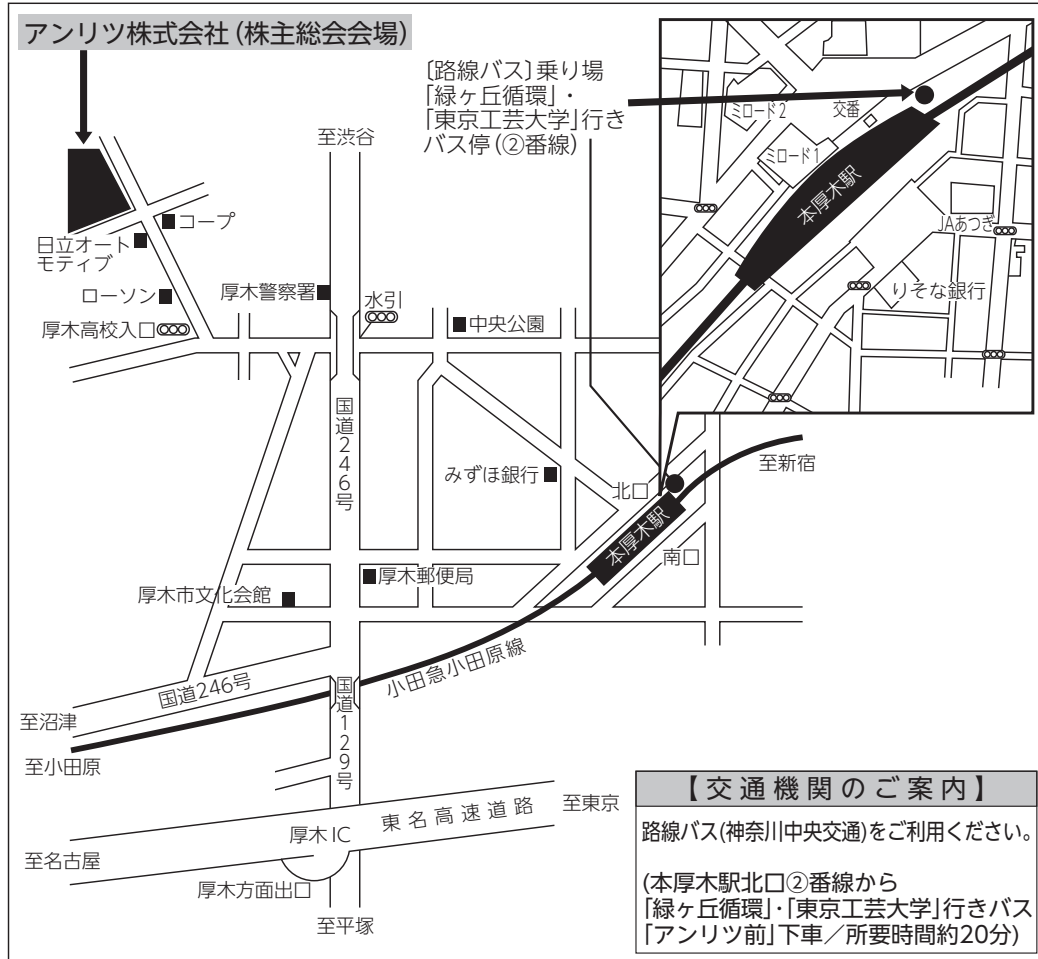 アンリツ株式会社(株主総会会場)
〔路線バス〕乗り場
「緑ヶ丘循環」・
「東京工芸大学」行き
バス停(②番線)
ミロード2
交番
ミロード1
本厚木駅
JAあつぎ
りそな銀行
至渋谷
コープ
日立オート
モティブ
ローソン
厚木警察署
水引
厚木高校入口
中央公園
国道246号
みずほ銀行
北口
至新宿
本厚木駅
南口
厚木郵便局
厚木市文化会館
小田急小田原線
国道246号
至沼津
国道129号
至小田原
東名高速道路
至東京
厚木IC
至名古屋
厚木方面出口
至平塚
【交通機関のご案内】
路線バス(神奈川中央交通)をご利用ください。
(本厚木駅北口②番線から
「緑ヶ丘循環」・「東京工芸大学」行きバス
「アンリツ前」下車／所要時間約20分)